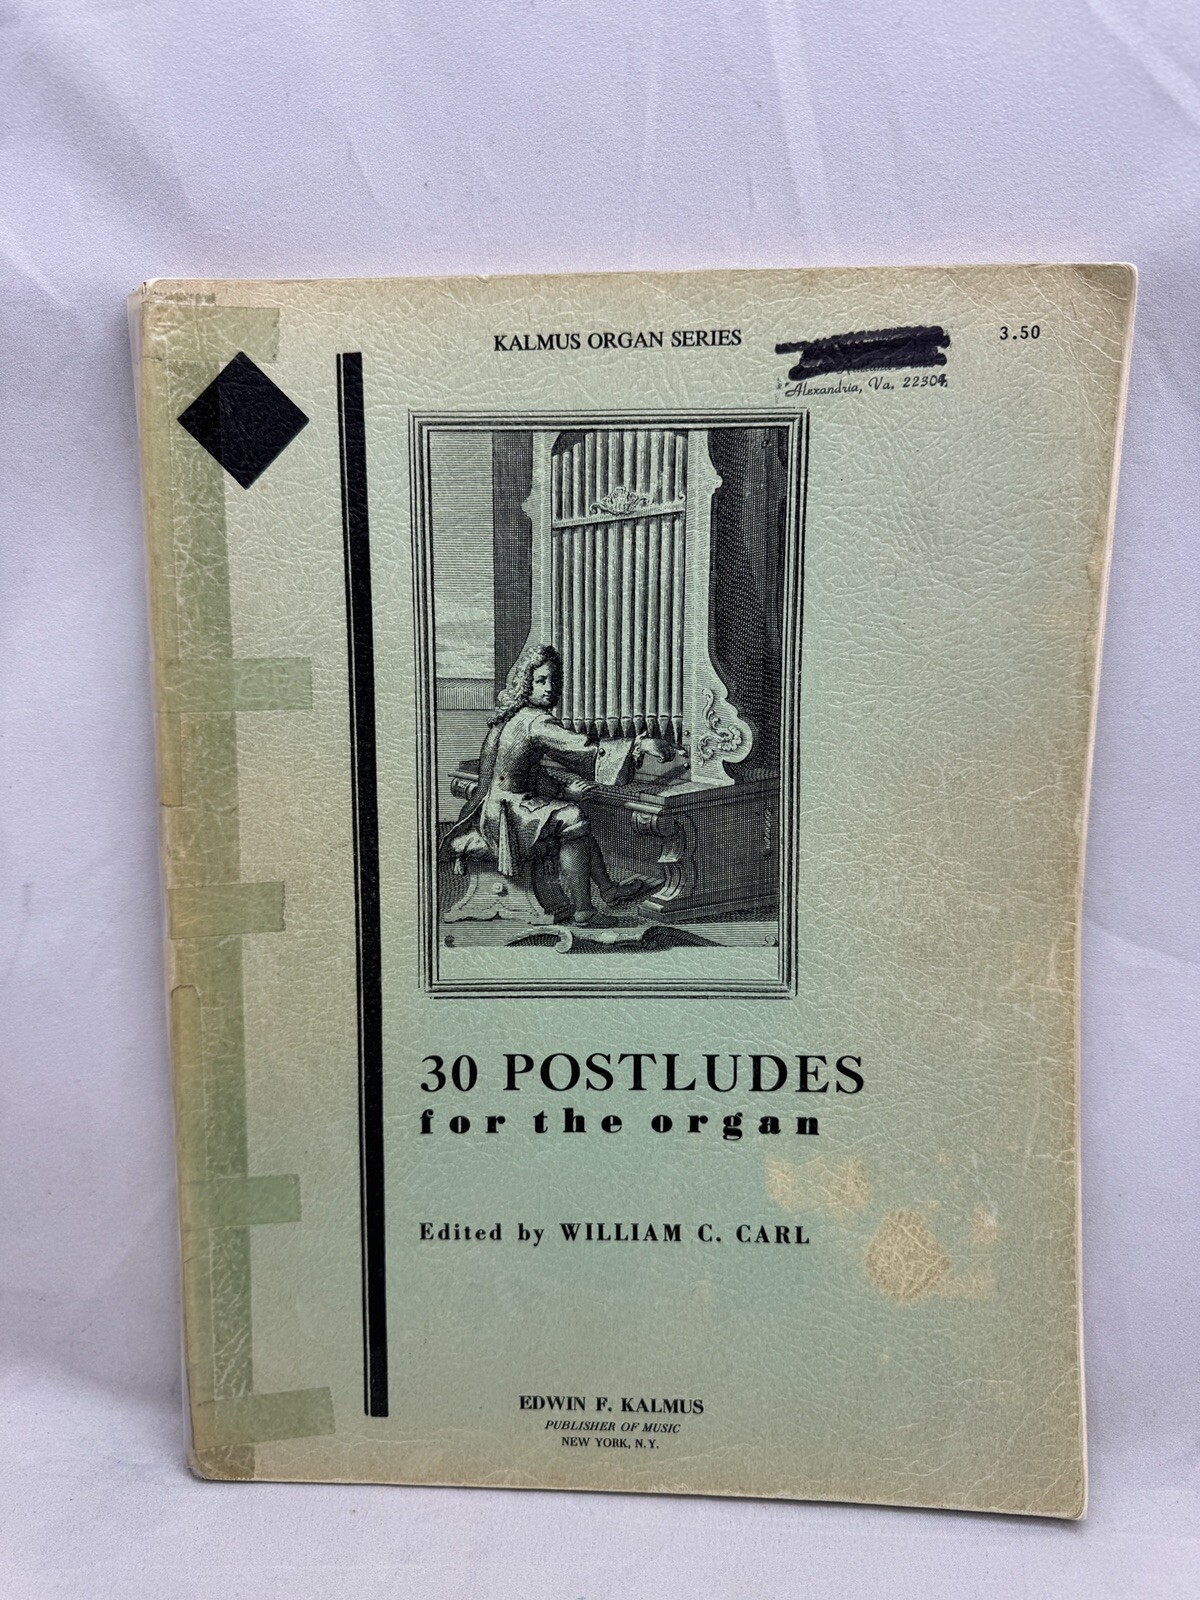 KALMUS ORGAN SERIES
3.50
Alexandria, Va. 22304
30 POSTLUDES
for the organ
Edited by WILLIAM C. CARL
EDWIN F. KALMUS
PUBLISHER OF MUSIC
NEW YORK, N.Y.